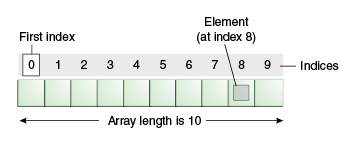 Element
(at index 8)
First index
0 1 2 3 4 5 6 7 8 9 Indices
Array length is 10